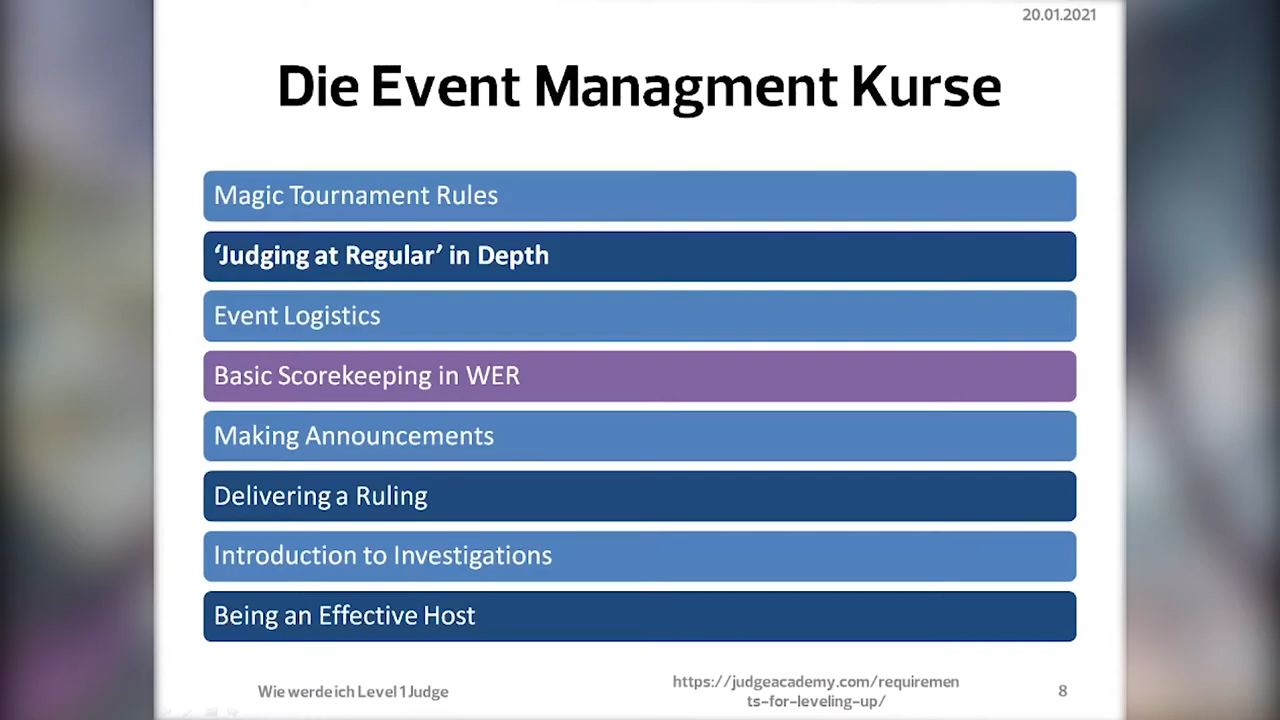 20.01.2021
Die Event Managment Kurse
Magic Tournament Rules
‘Judging at Regular’ in Depth
Event Logistics
Basic Scorekeeping in WER
Making Announcements
Delivering a Ruling
Introduction to Investigations
Being an Effective Host
Wie werde ich Level 1 Judge
https://judgeacademy.com/requiremen
ts-for-leveling-up/
8